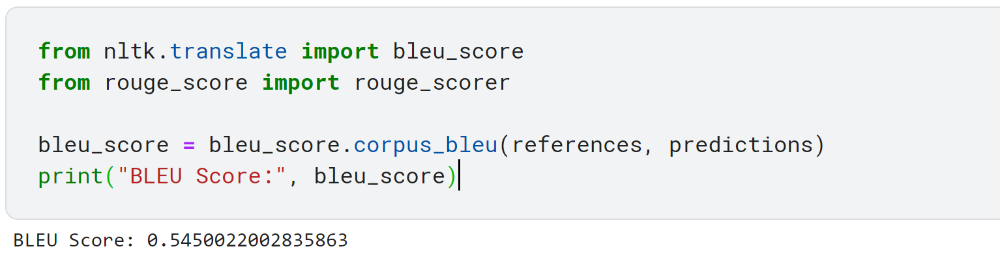 from nltk.translate import bleu_score
from rouge_score import rouge_scorer
bleu_score = bleu_score.corpus_bleu(references, predictions)
print("BLEU Score:", bleu_score)
BLEU Score: 0.5450022002835863